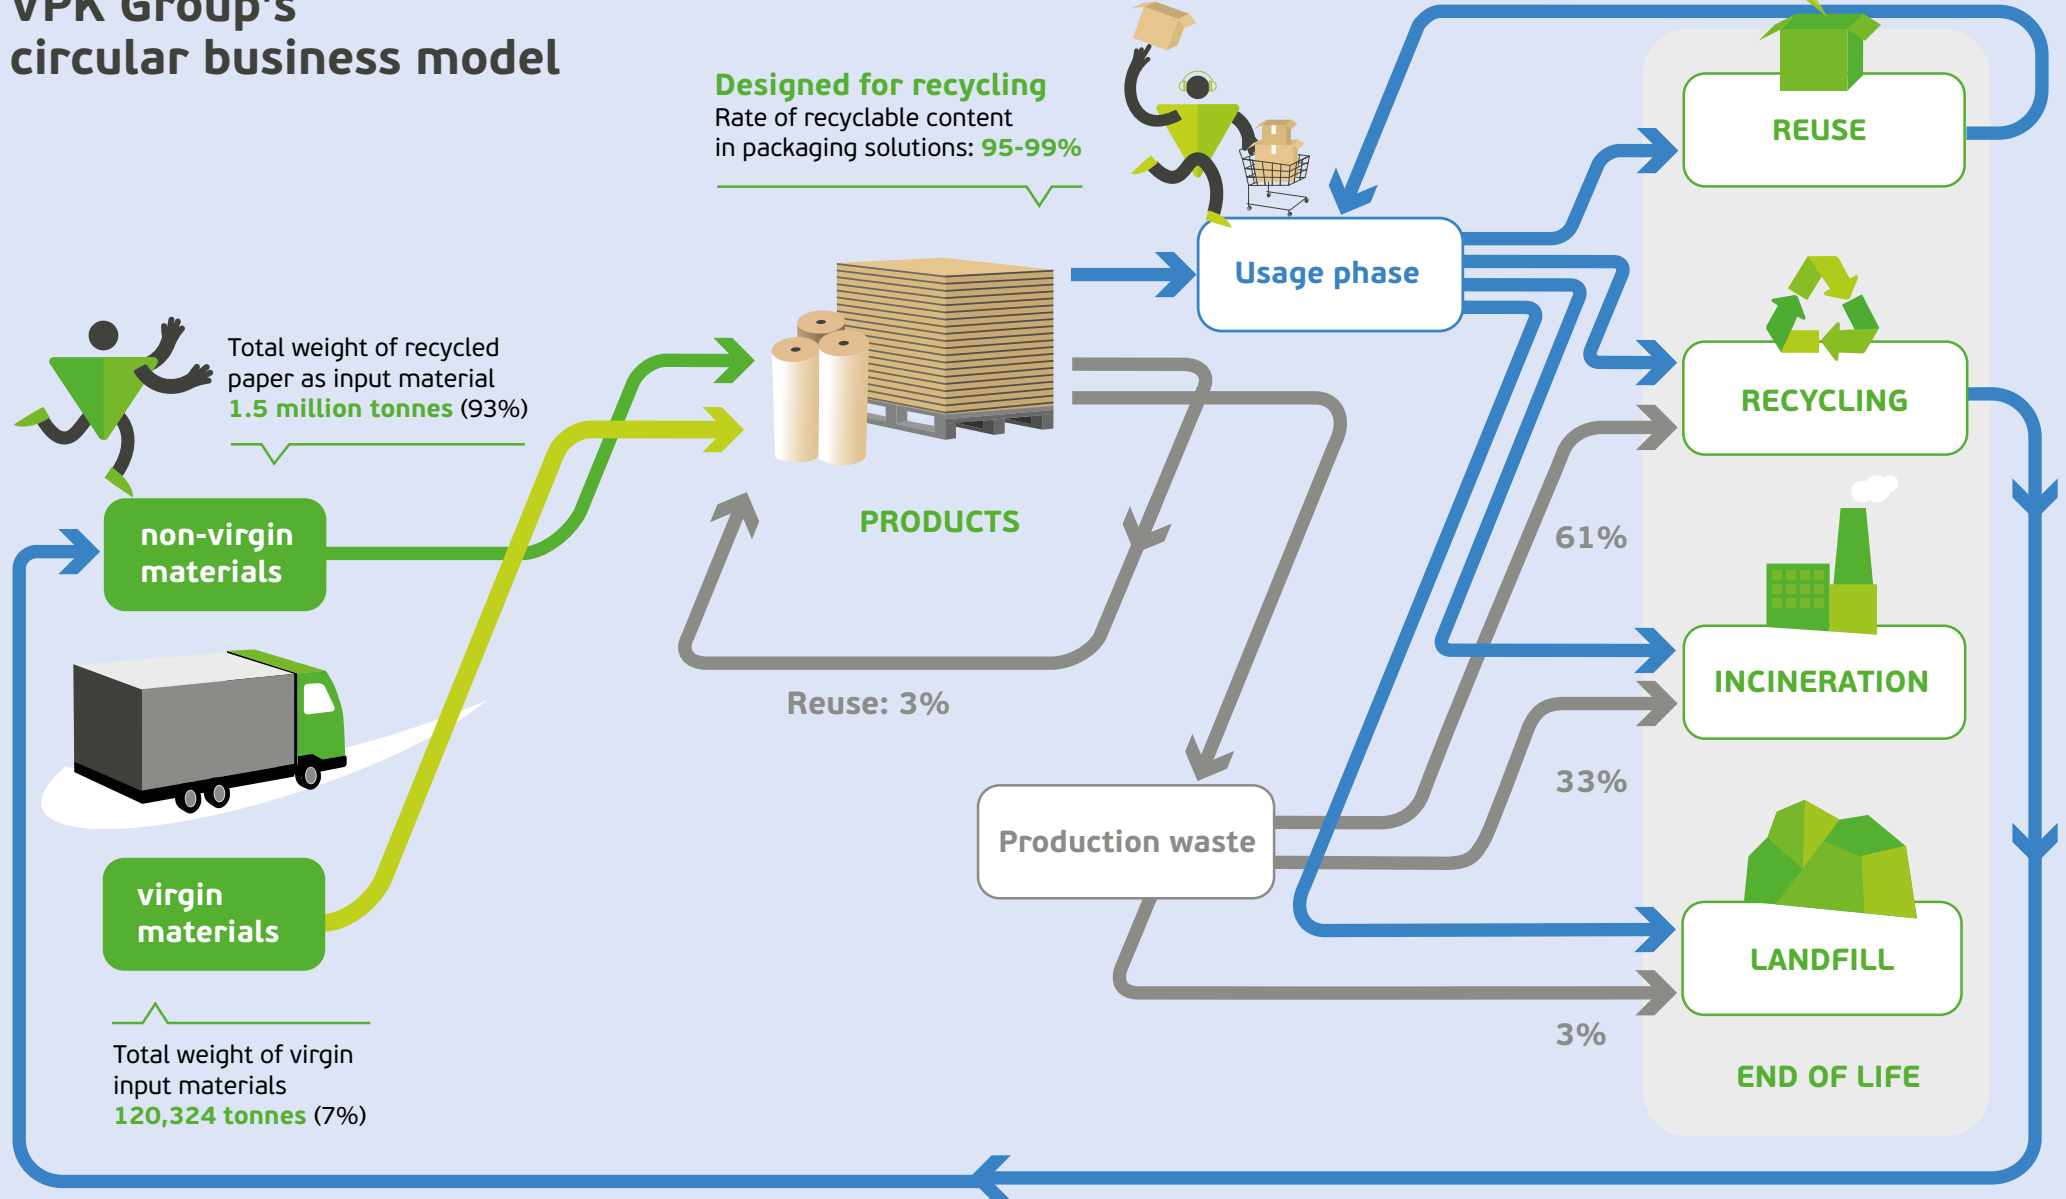 VPK Group's
circular business model
Designed for recycling
Rate of recyclable content
in packaging solutions: 95-99%
REUSE
Usage phase
Total weight of recycled
paper as input material
1.5 million tonnes (93%)
RECYCLING
non-virgin
materials
PRODUCTS
61%
INCINERATION
Reuse: 3%
33%
Production waste
virgin
materials
LANDFILL
3%
Total weight of virgin
input materials
120,324 tonnes (7%)
END OF LIFE